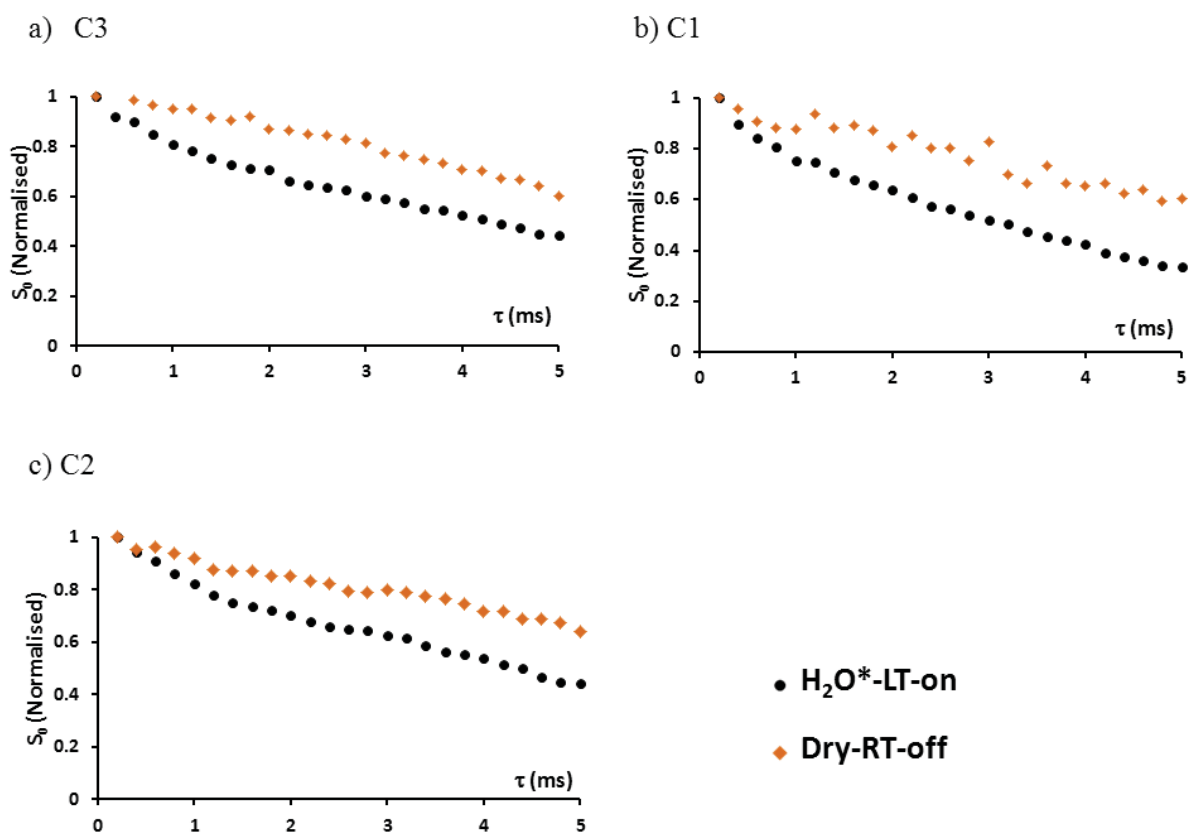 a) C3
S₀ (Normalised)
1
0.8
0.6
0.4
0.2
0
τ (ms)
0 1 2 3 4 5
b) C1
S₀ (Normalised)
1
0.8
0.6
0.4
0.2
0
τ (ms)
0 1 2 3 4 5
c) C2
S₀ (Normalised)
1
0.8
0.6
0.4
0.2
0
τ (ms)
0 1 2 3 4 5
H₂O*-LT-on
Dry-RT-off